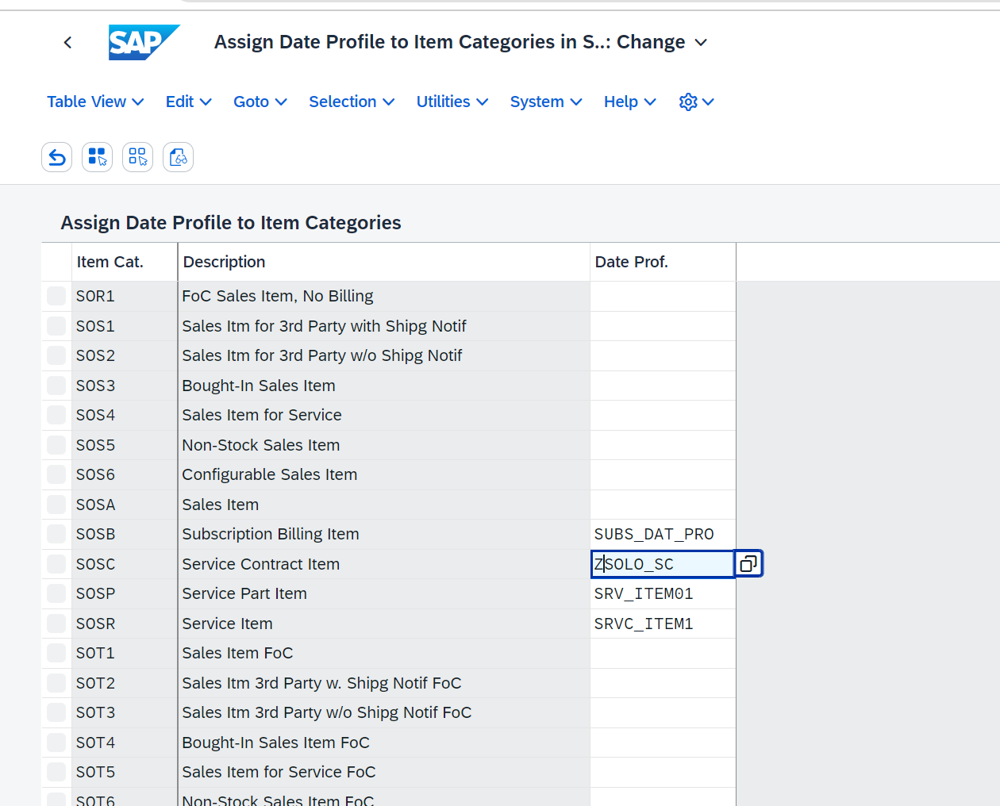 SAP Assign Date Profile to Item Categories in S..: Change
Table View Edit Goto Selection Utilities System Help
Assign Date Profile to Item Categories
Item Cat. Description Date Prof.
SOR1 FoC Sales Item, No Billing
SOS1 Sales Itm for 3rd Party with Shipg Notif
SOS2 Sales Itm for 3rd Party w/o Shipg Notif
SOS3 Bought-In Sales Item
SOS4 Sales Item for Service
SOS5 Non-Stock Sales Item
SOS6 Configurable Sales Item
SOSA Sales Item
SOSB Subscription Billing Item SUBS_DAT_PRO
SOSC Service Contract Item ZSOLO_SC
SOSP Service Part Item SRV_ITEM01
SOSR Service Item SRVC_ITEM1
SOT1 Sales Item FoC
SOT2 Sales Itm 3rd Party w. Shipg Notif FoC
SOT3 Sales Itm 3rd Party w/o Shipg Notif FoC
SOT4 Bought-In Sales Item FoC
SOT5 Sales Item for Service FoC
SOT6 Non-Stock Sales Item FoC